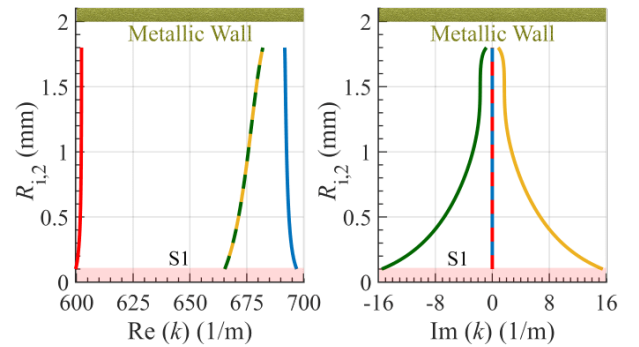 2
Metallic Wall
1.5
1
0.5
0
R_i,2 (mm)
S1
600
625
650
675
700
Re (k) (1/m)
2
Metallic Wall
1.5
1
0.5
0
R_i,2 (mm)
S1
-16
-8
0
8
16
Im (k) (1/m)